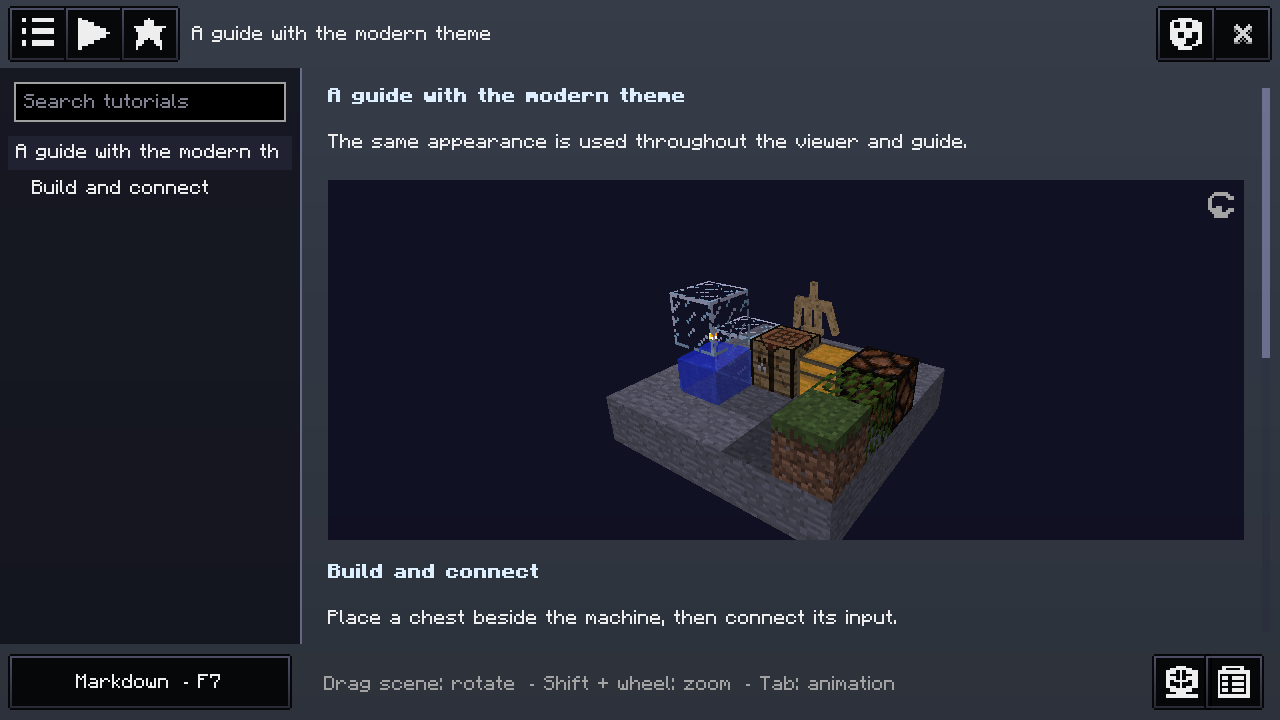 A guide with the modern theme
Search tutorials
A guide with the modern th
Build and connect
A guide with the modern theme
The same appearance is used throughout the viewer and guide.
Build and connect
Place a chest beside the machine, then connect its input.
Markdown - F7
Drag scene: rotate - Shift + wheel: zoom - Tab: animation